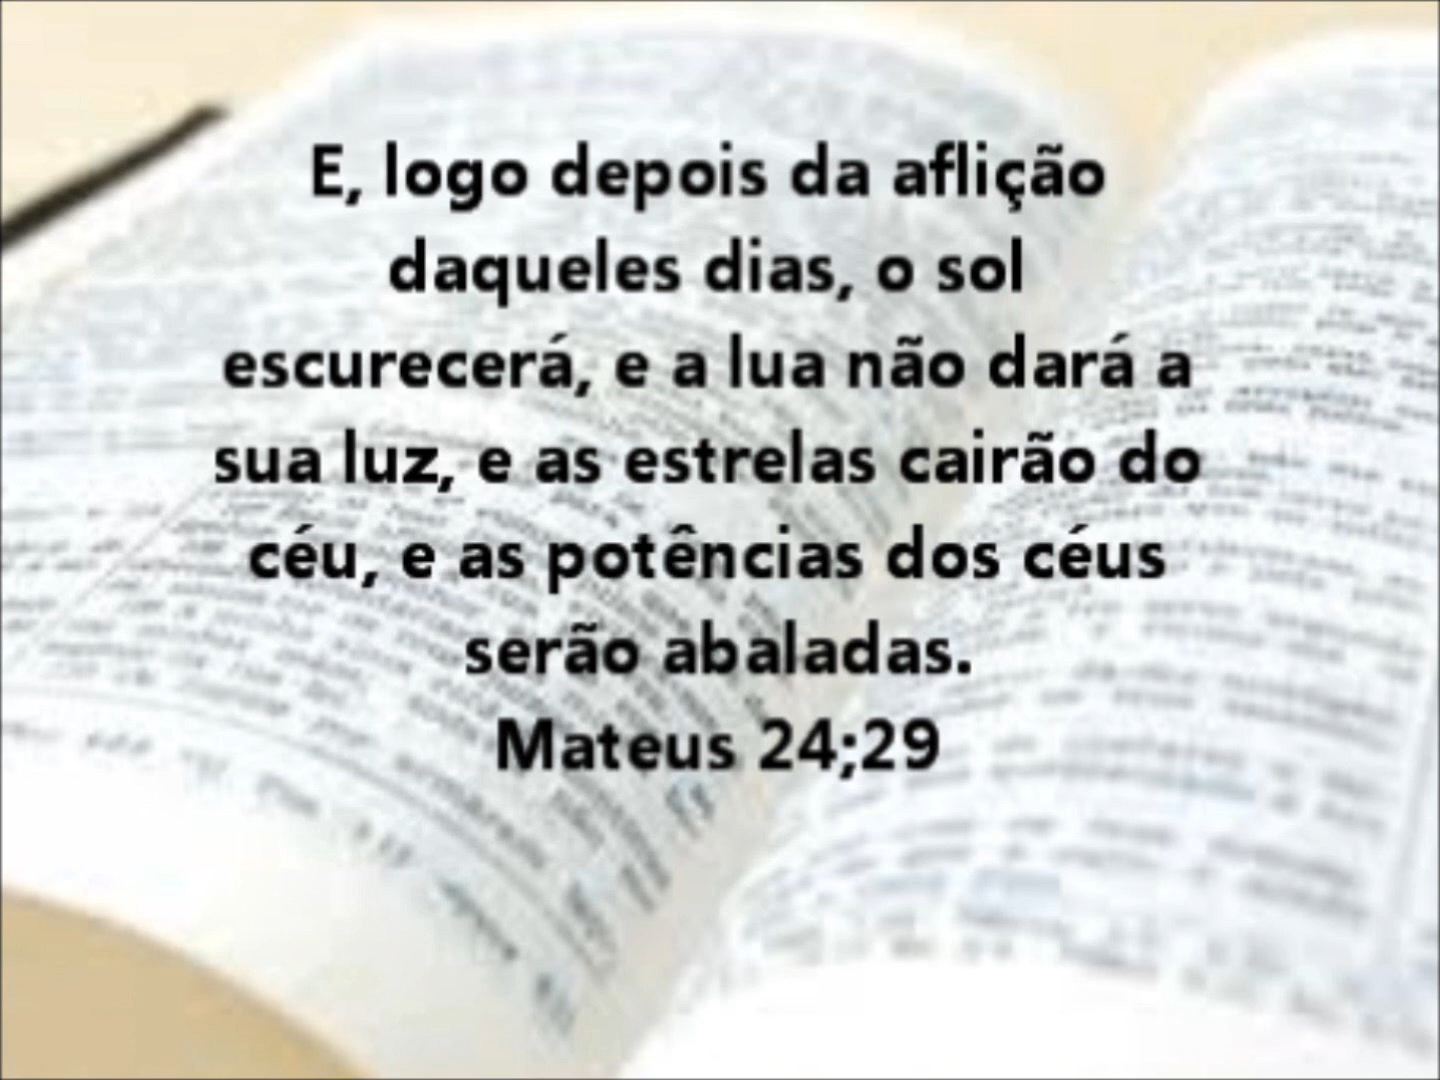 E, logo depois da aflição
daqueles dias, o sol
escurecerá, e a lua não dará a
sua luz, e as estrelas cairão do
céu, e as potências dos céus
serão abaladas.
Mateus 24;29